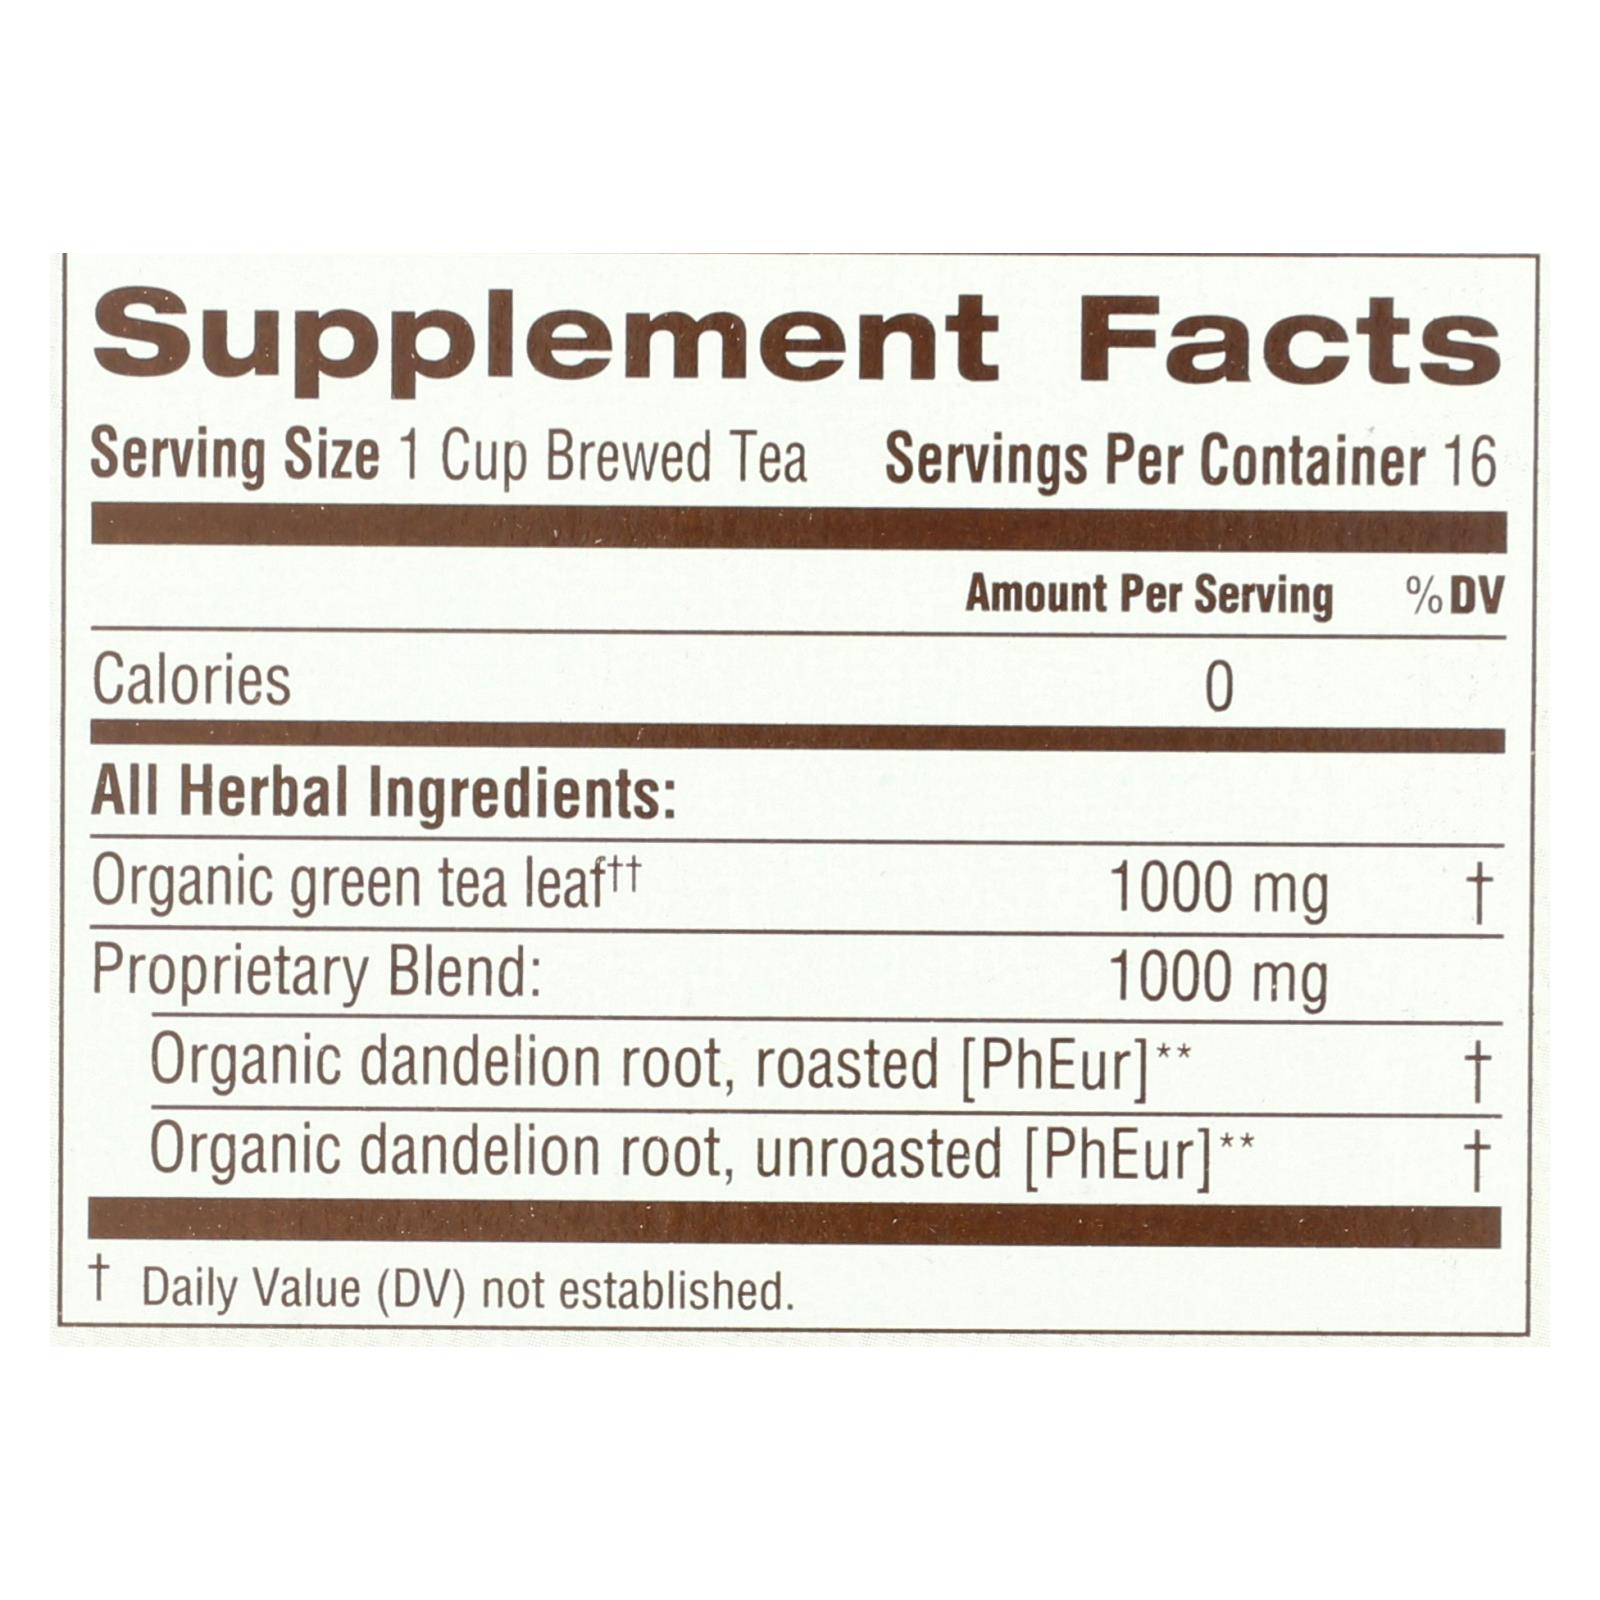 Supplement Facts
Serving Size 1 Cup Brewed Tea Servings Per Container 16
Amount Per Serving % DV
Calories 0
All Herbal Ingredients:
Organic green tea leaf†† 1000 mg †
Proprietary Blend: 1000 mg
Organic dandelion root, roasted [PhEur]** †
Organic dandelion root, unroasted [PhEur]** †
† Daily Value (DV) not established.